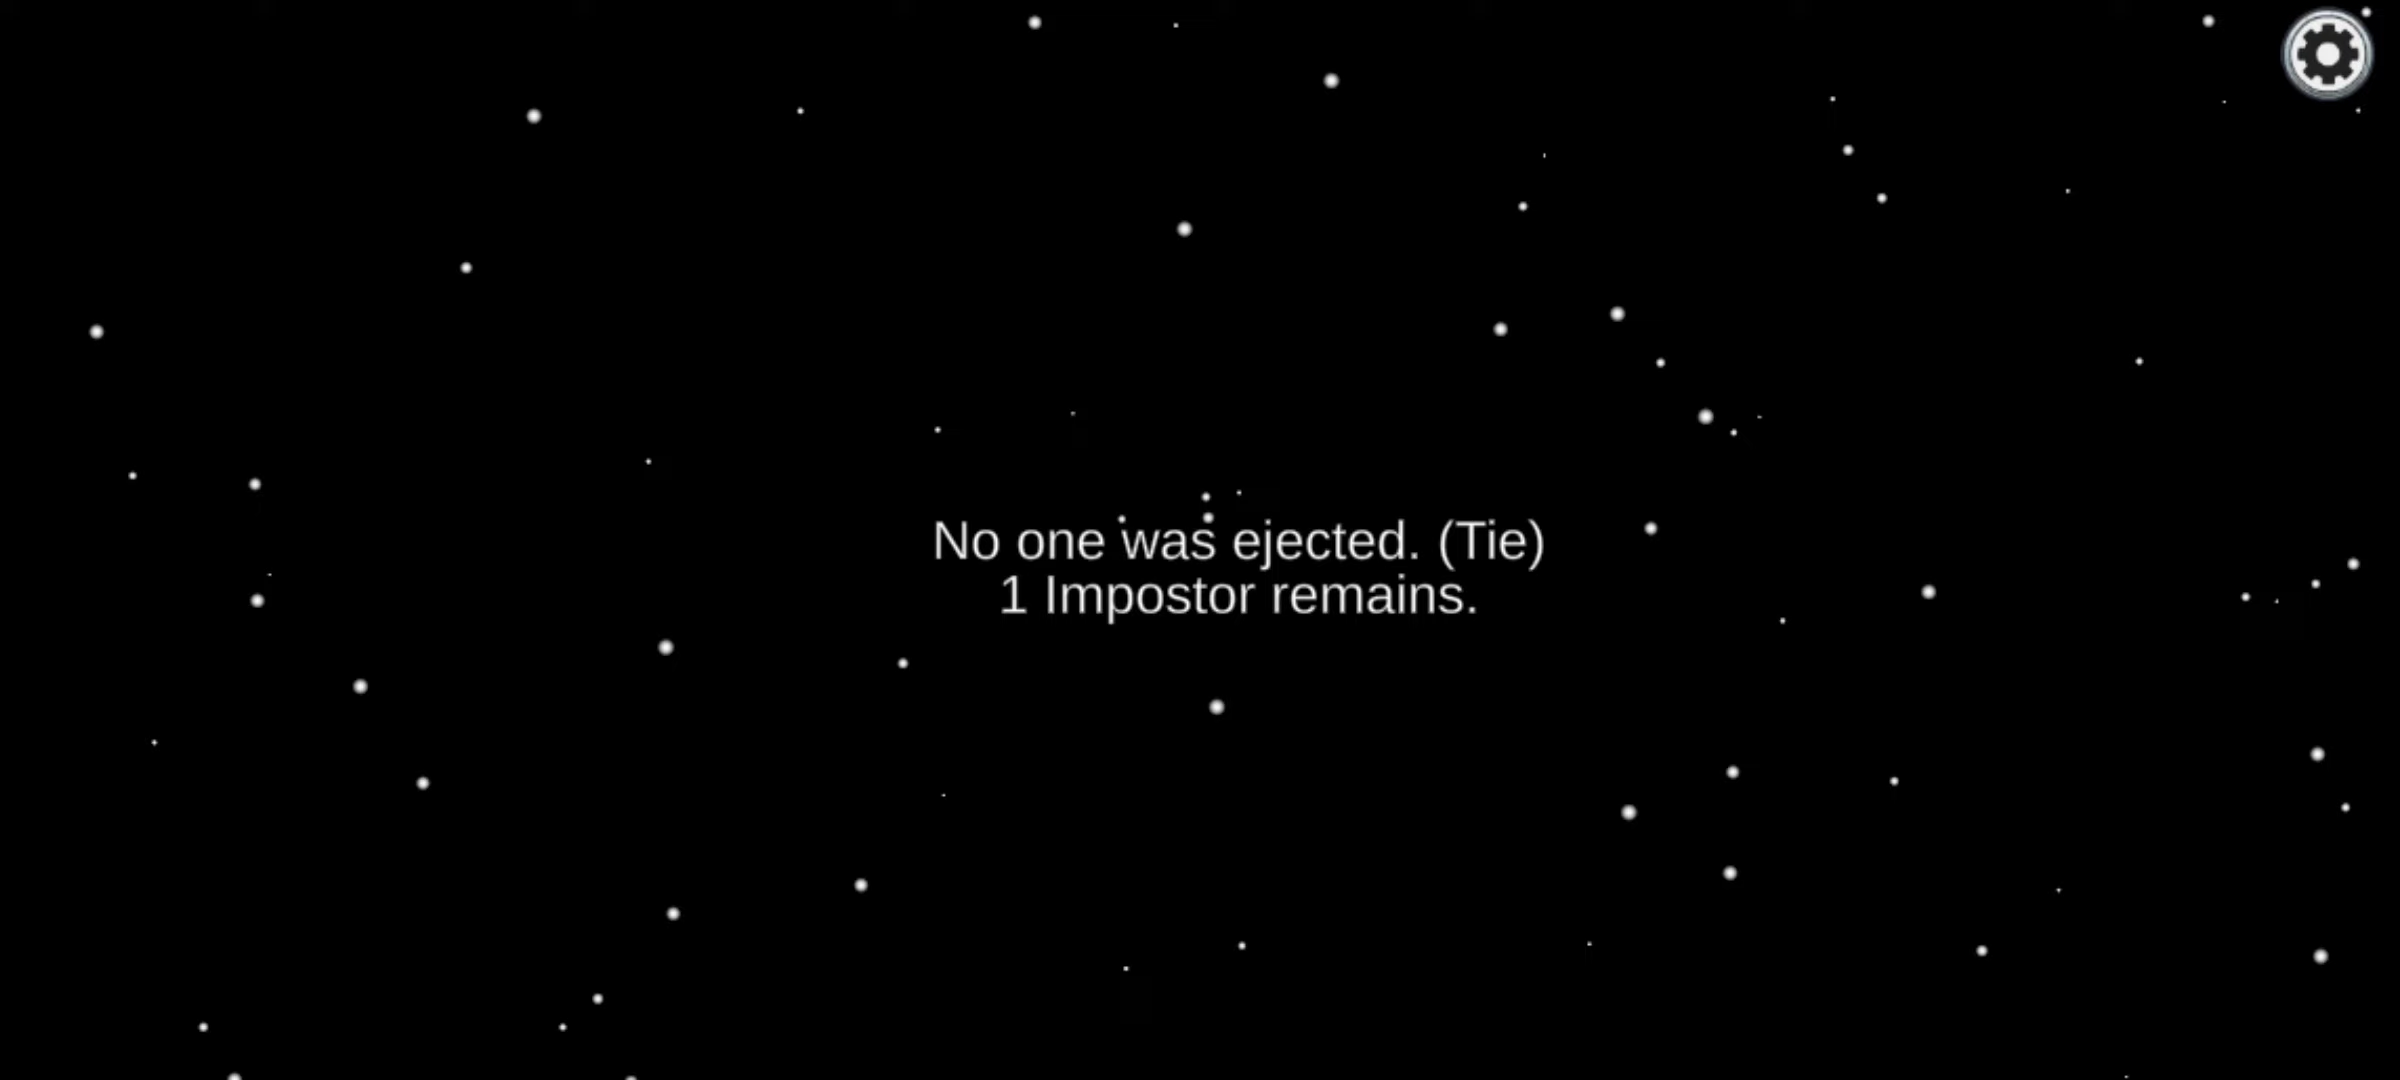 No one was ejected. (Tie)
1 Impostor remains.